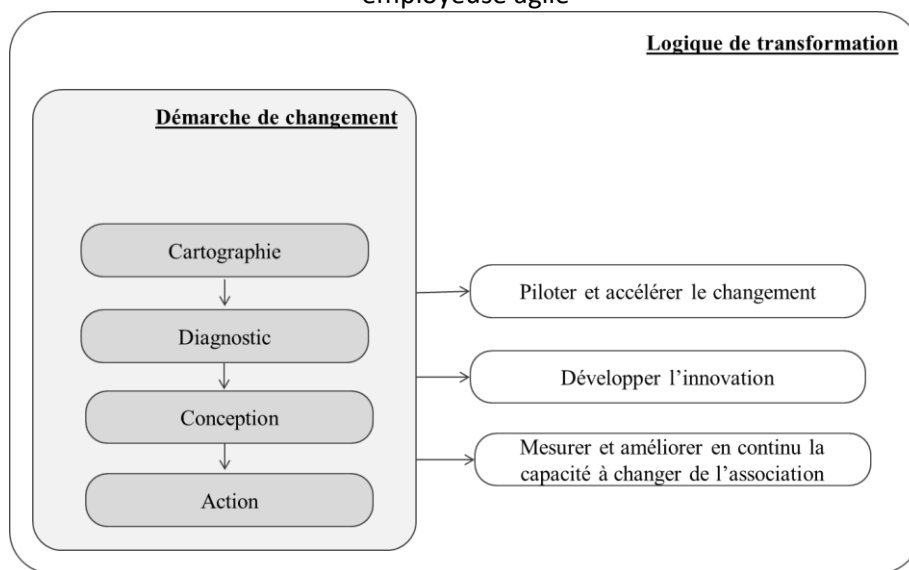 employeuse agile
Logique de transformation
Démarche de changement
Cartographie
Diagnostic
Conception
Action
Piloter et accélérer le changement
Développer l’innovation
Mesurer et améliorer en continu la
capacité à changer de l’association